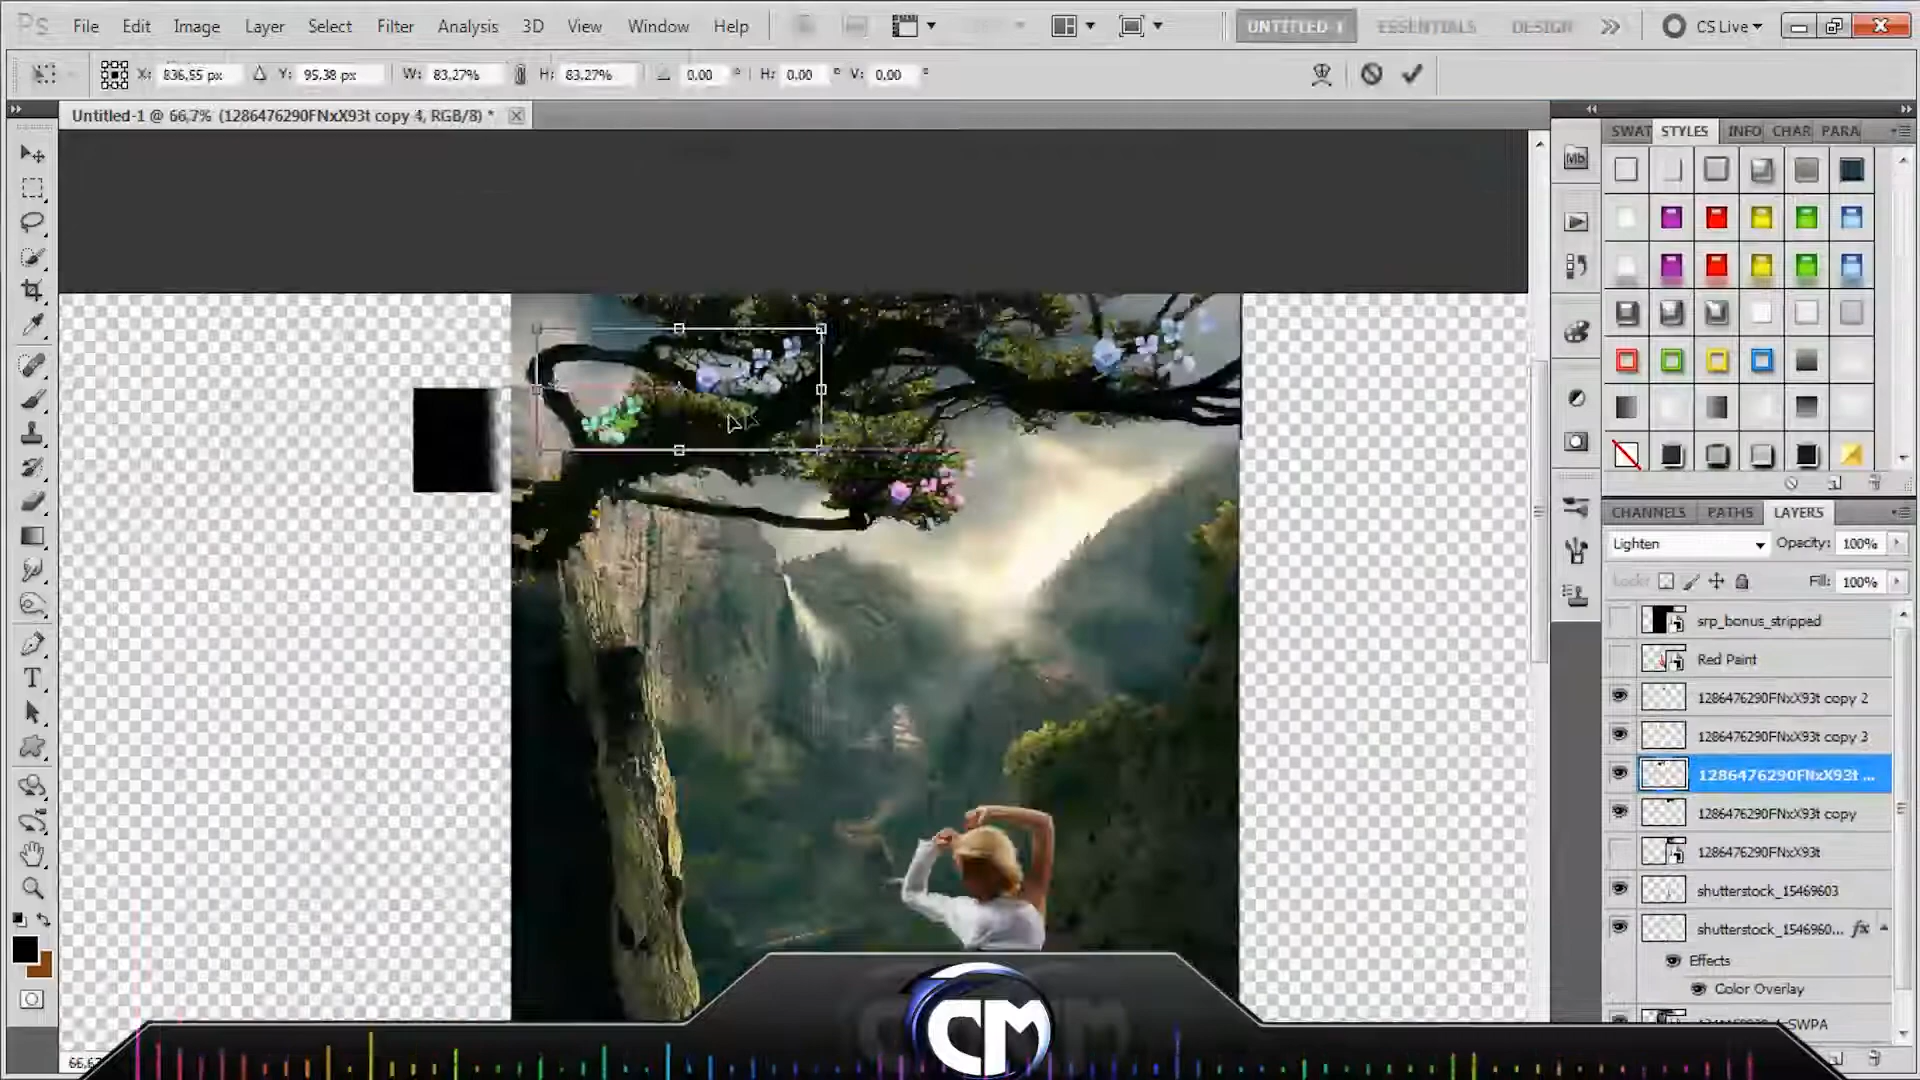 Ps File Edit Image Layer Select Filter Analysis 3D View Window Help UNTITLED-1 ESSENTIALS DESIGN CS Live
X: 836,55 px Y: 95,38 px W: 83,27% H: 83,27% 0,00 ° H: 0,00 ° V: 0,00 °
Untitled-1 @ 66,7% (1286476290FNxX93t copy 4, RGB/8) *
SWAT STYLES INFO CHAR PARA
Mb
CHANNELS PATHS LAYERS
Lighten Opacity: 100%
Lock: Fill: 100%
srp_bonus_stripped
Red Paint
1286476290FNxX93t copy 2
1286476290FNxX93t copy 3
1286476290FNxX93t ...
1286476290FNxX93t copy
1286476290FNxX93t
shutterstock_15469603
shutterstock_1546960... fx
Effects
Color Overlay
CM